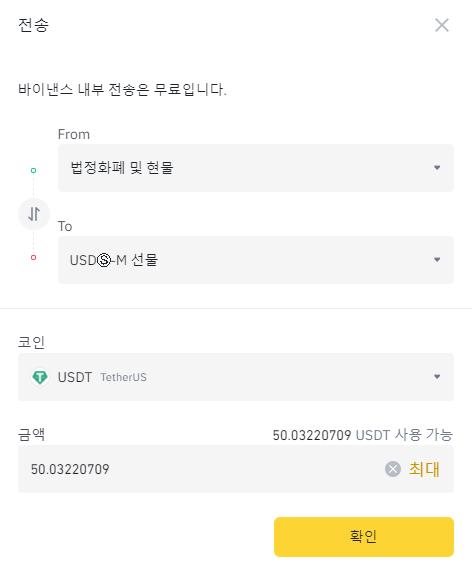 전송
바이낸스 내부 전송은 무료입니다.
From
법정화폐 및 현물
To
USDⓈ-M 선물
코인
USDT TetherUS
금액 50.03220709 USDT 사용 가능
50.03220709 최대
확인